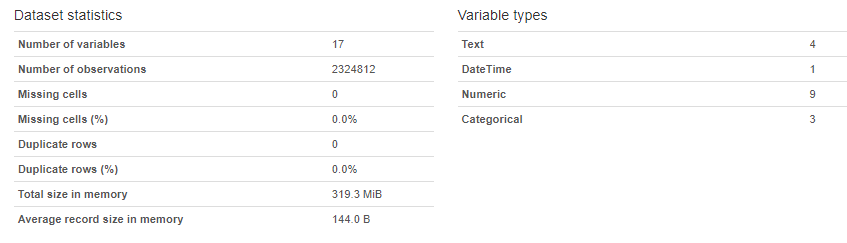 Dataset statistics
Number of variables 17
Number of observations 2324812
Missing cells 0
Missing cells (%) 0.0%
Duplicate rows 0
Duplicate rows (%) 0.0%
Total size in memory 319.3 MiB
Average record size in memory 144.0 B
Variable types
Text 4
DateTime 1
Numeric 9
Categorical 3